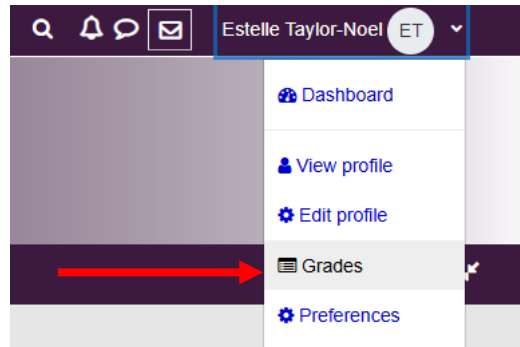 Estelle Taylor-Noel ET
Dashboard
View profile
Edit profile
Grades
Preferences